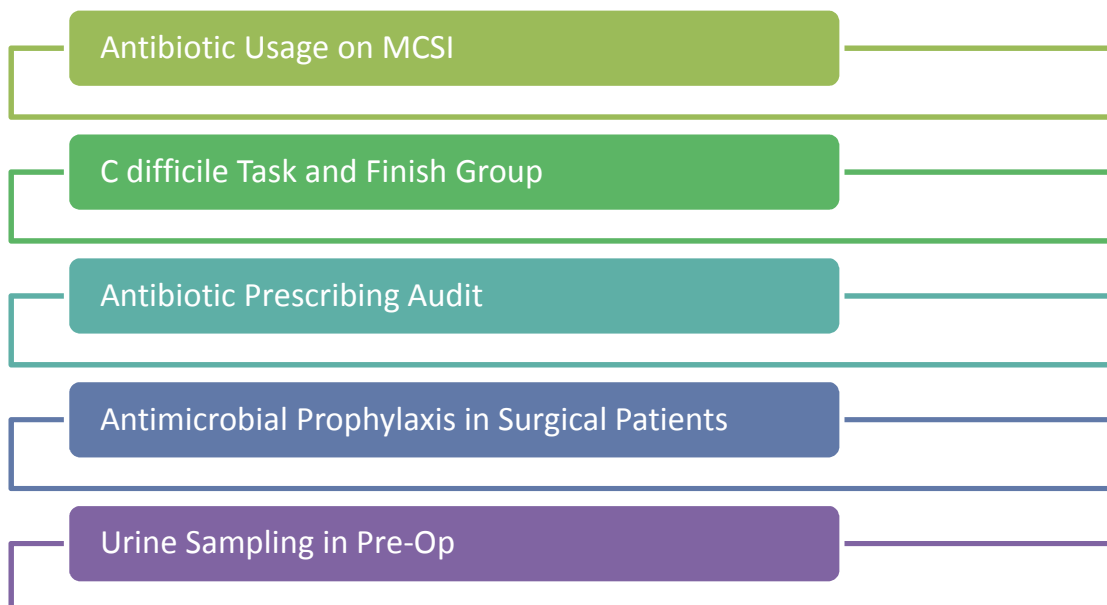 Antibiotic Usage on MCSI
C difficile Task and Finish Group
Antibiotic Prescribing Audit
Antimicrobial Prophylaxis in Surgical Patients
Urine Sampling in Pre-Op